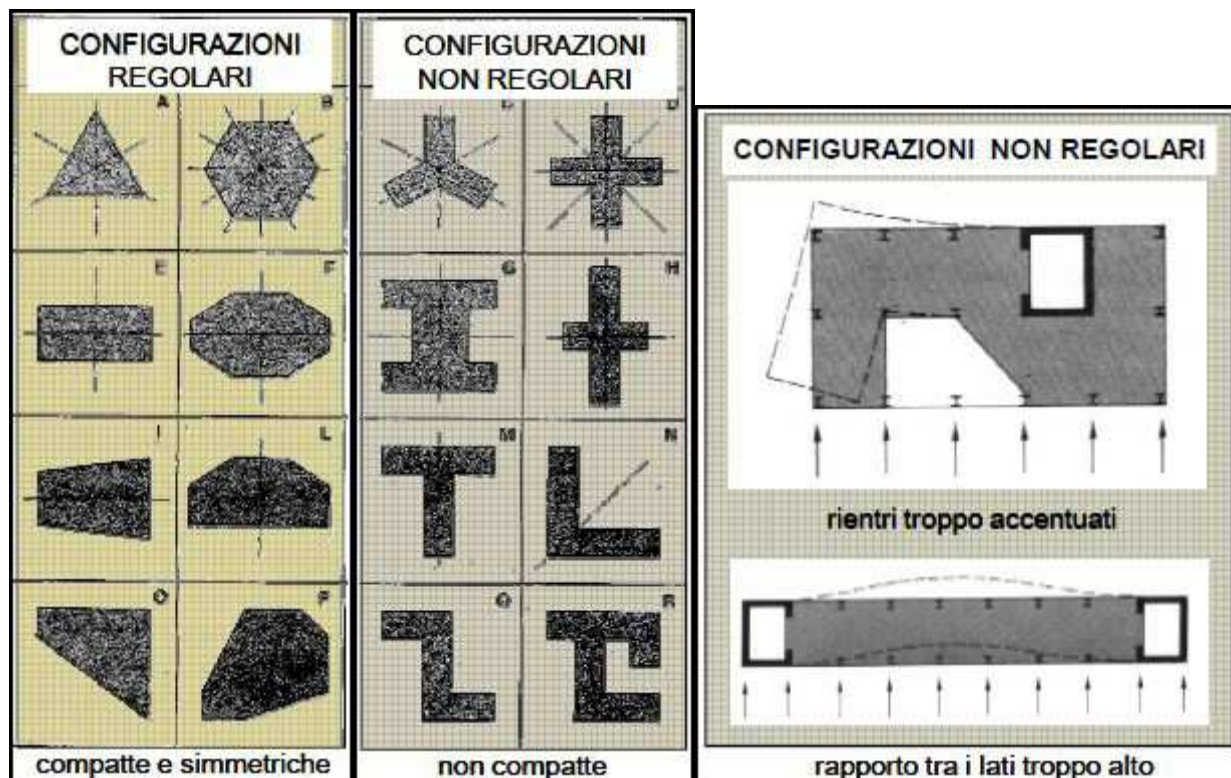 CONFIGURAZIONI
REGOLARI
A
B
E
F
I
L
O
P
compatte e simmetriche
CONFIGURAZIONI
NON REGOLARI
D
G
H
M
N
Q
R
non compatte
CONFIGURAZIONI NON REGOLARI
rientri troppo accentuati
rapporto tra i lati troppo alto